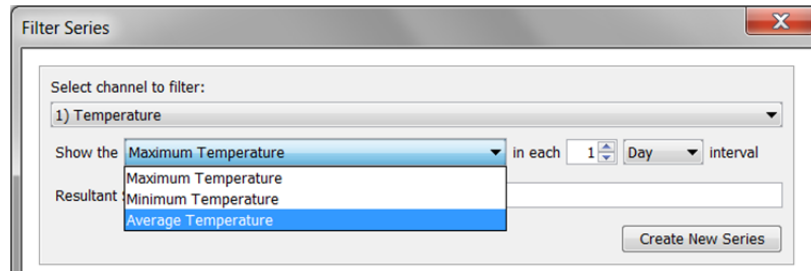 Filter Series
Select channel to filter:
1) Temperature
Show the Maximum Temperature in each 1 Day interval
Maximum Temperature
Resultant
Minimum Temperature
Average Temperature
Create New Series